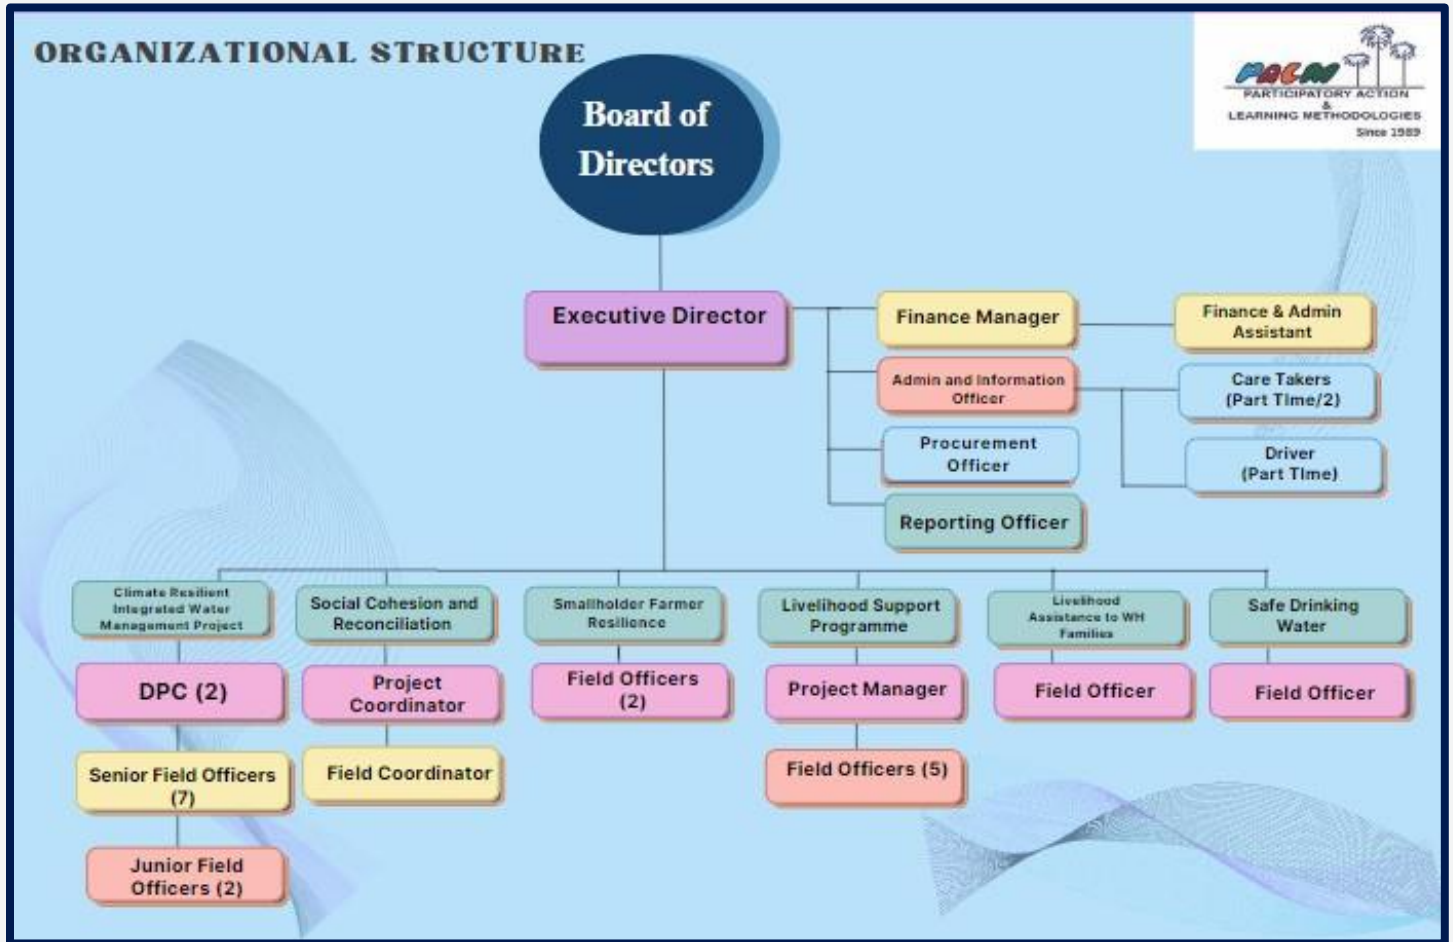 ORGANIZATIONAL STRUCTURE
PALM
PARTICIPATORY ACTION
&
LEARNING METHODOLOGIES
Since 1989
Board of
Directors
Executive Director
Finance Manager
Finance & Admin
Assistant
Admin and Information
Officer
Care Takers
(Part TIme/2)
Procurement
Officer
Driver
(Part TIme)
Reporting Officer
Climate Resilient
Integrated Water
Management Project
Social Cohesion and
Reconciliation
Smallholder Farmer
Resilience
Livelihood Support
Programme
Livelihood
Assistance to WH
Families
Safe Drinking
Water
DPC (2)
Project
Coordinator
Field Officers
(2)
Project Manager
Field Officer
Field Officer
Senior Field Officers
(7)
Field Coordinator
Field Officers (5)
Junior Field
Officers (2)